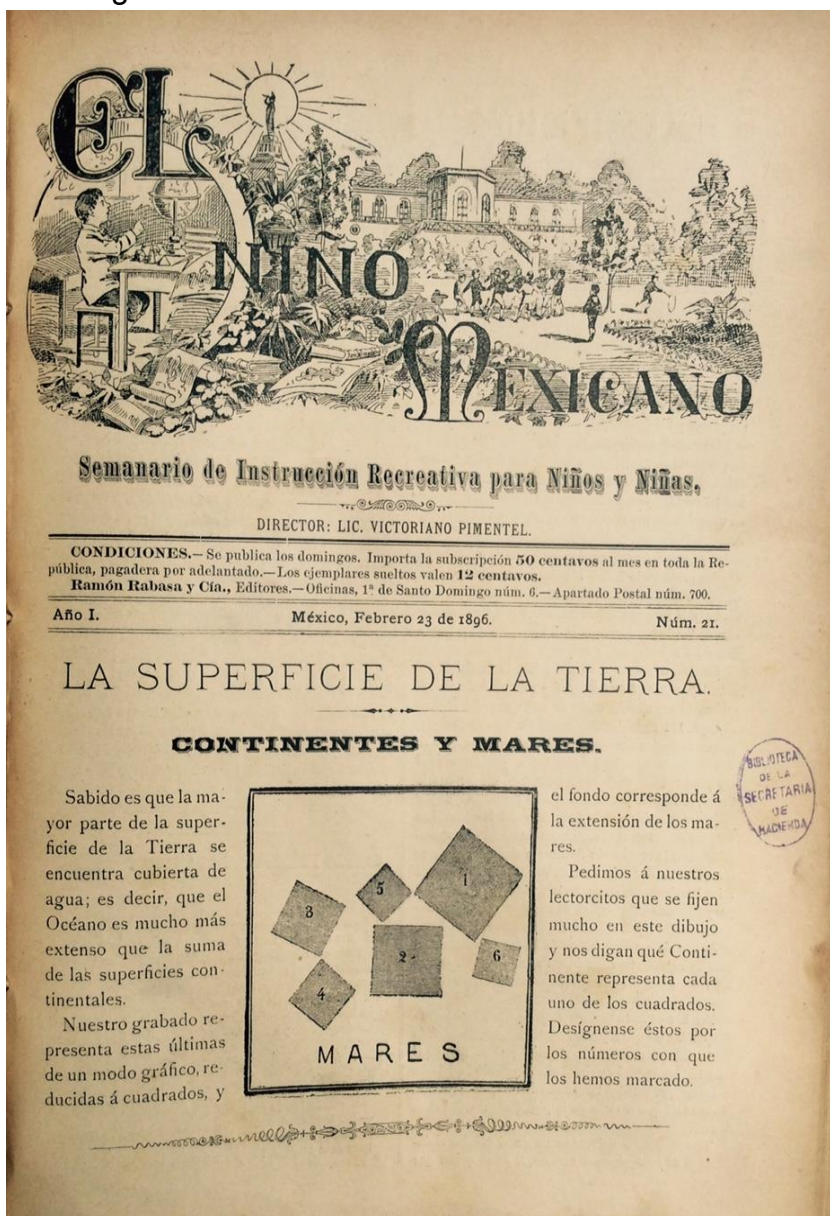 EL
NIÑO
MEXICANO
Semanario de Instrucción Recreativa para Niños y Niñas.
DIRECTOR: LIC. VICTORIANO PIMENTEL.
CONDICIONES.—Se publica los domingos. Importa la subscripción 50 centavos al mes en toda la Re-
pública, pagadera por adelantado.—Los ejemplares sueltos valen 12 centavos.
Ramón Rabasa y Cía., Editores.—Oficinas, 1ª de Santo Domingo núm. 6.—Apartado Postal núm. 700.
Año I. México, Febrero 23 de 1896. Núm. 21.
LA SUPERFICIE DE LA TIERRA.
CONTINENTES Y MARES.
Sabido es que la ma-
yor parte de la super-
ficie de la Tierra se
encuentra cubierta de
agua; es decir, que el
Océano es mucho más
extenso que la suma
de las superficies con-
tinentales.
Nuestro grabado re-
presenta estas últimas
de un modo gráfico, re-
ducidas á cuadrados, y
1
5
3
2
6
4
MARES
el fondo corresponde á
la extensión de los ma-
res.
Pedimos á nuestros
lectorcitos que se fijen
mucho en este dibujo
y nos digan qué Conti-
nente representa cada
uno de los cuadrados.
Desígnense éstos por
los números con que
los hemos marcado.
BIBLIOTECA
DE LA
SECRETARIA
DE
HACIENDA